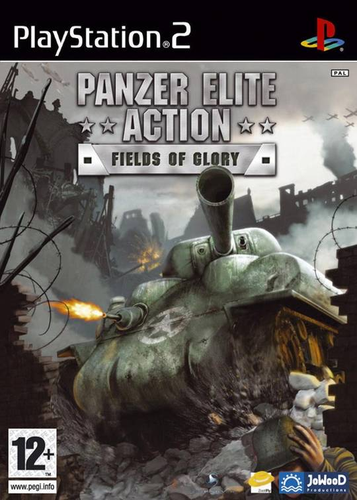 PlayStation®2
PAL
PANZER ELITE
ACTION
FIELDS OF GLORY
12+
www.pegi.info
JoWooD
Productions